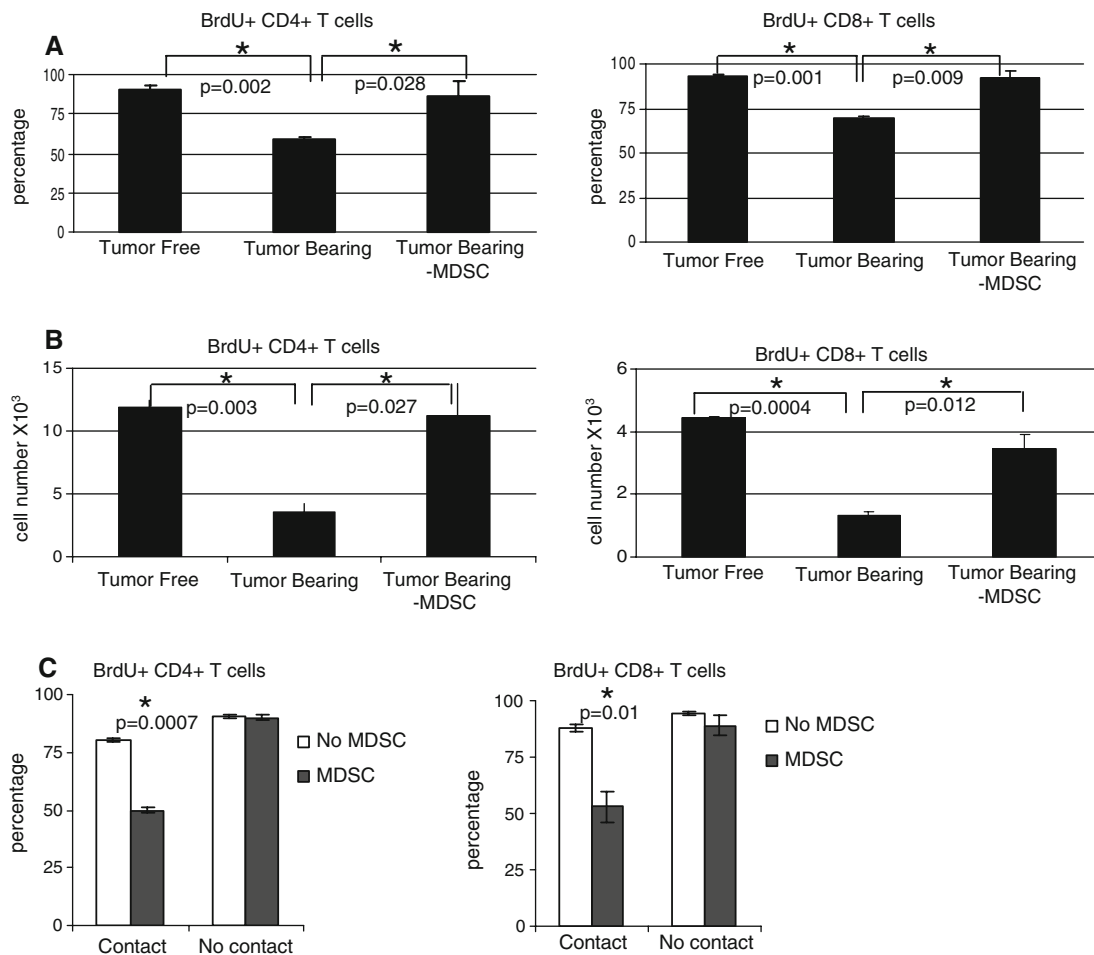 A
BrdU+ CD4+ T cells
*
*
p=0.002
p=0.028
percentage
100
75
50
25
0
Tumor Free
Tumor Bearing
Tumor Bearing
-MDSC
BrdU+ CD8+ T cells
*
*
p=0.001
p=0.009
percentage
100
75
50
25
0
Tumor Free
Tumor Bearing
Tumor Bearing
-MDSC
B
BrdU+ CD4+ T cells
*
*
p=0.003
p=0.027
cell number X10³
15
10
5
0
Tumor Free
Tumor Bearing
Tumor Bearing
-MDSC
BrdU+ CD8+ T cells
*
*
p=0.0004
p=0.012
cell number X10³
6
4
2
0
Tumor Free
Tumor Bearing
Tumor Bearing
-MDSC
C
BrdU+ CD4+ T cells
*
p=0.0007
percentage
100
75
50
25
0
Contact
No contact
No MDSC
MDSC
BrdU+ CD8+ T cells
*
p=0.01
percentage
100
75
50
25
0
Contact
No contact
No MDSC
MDSC